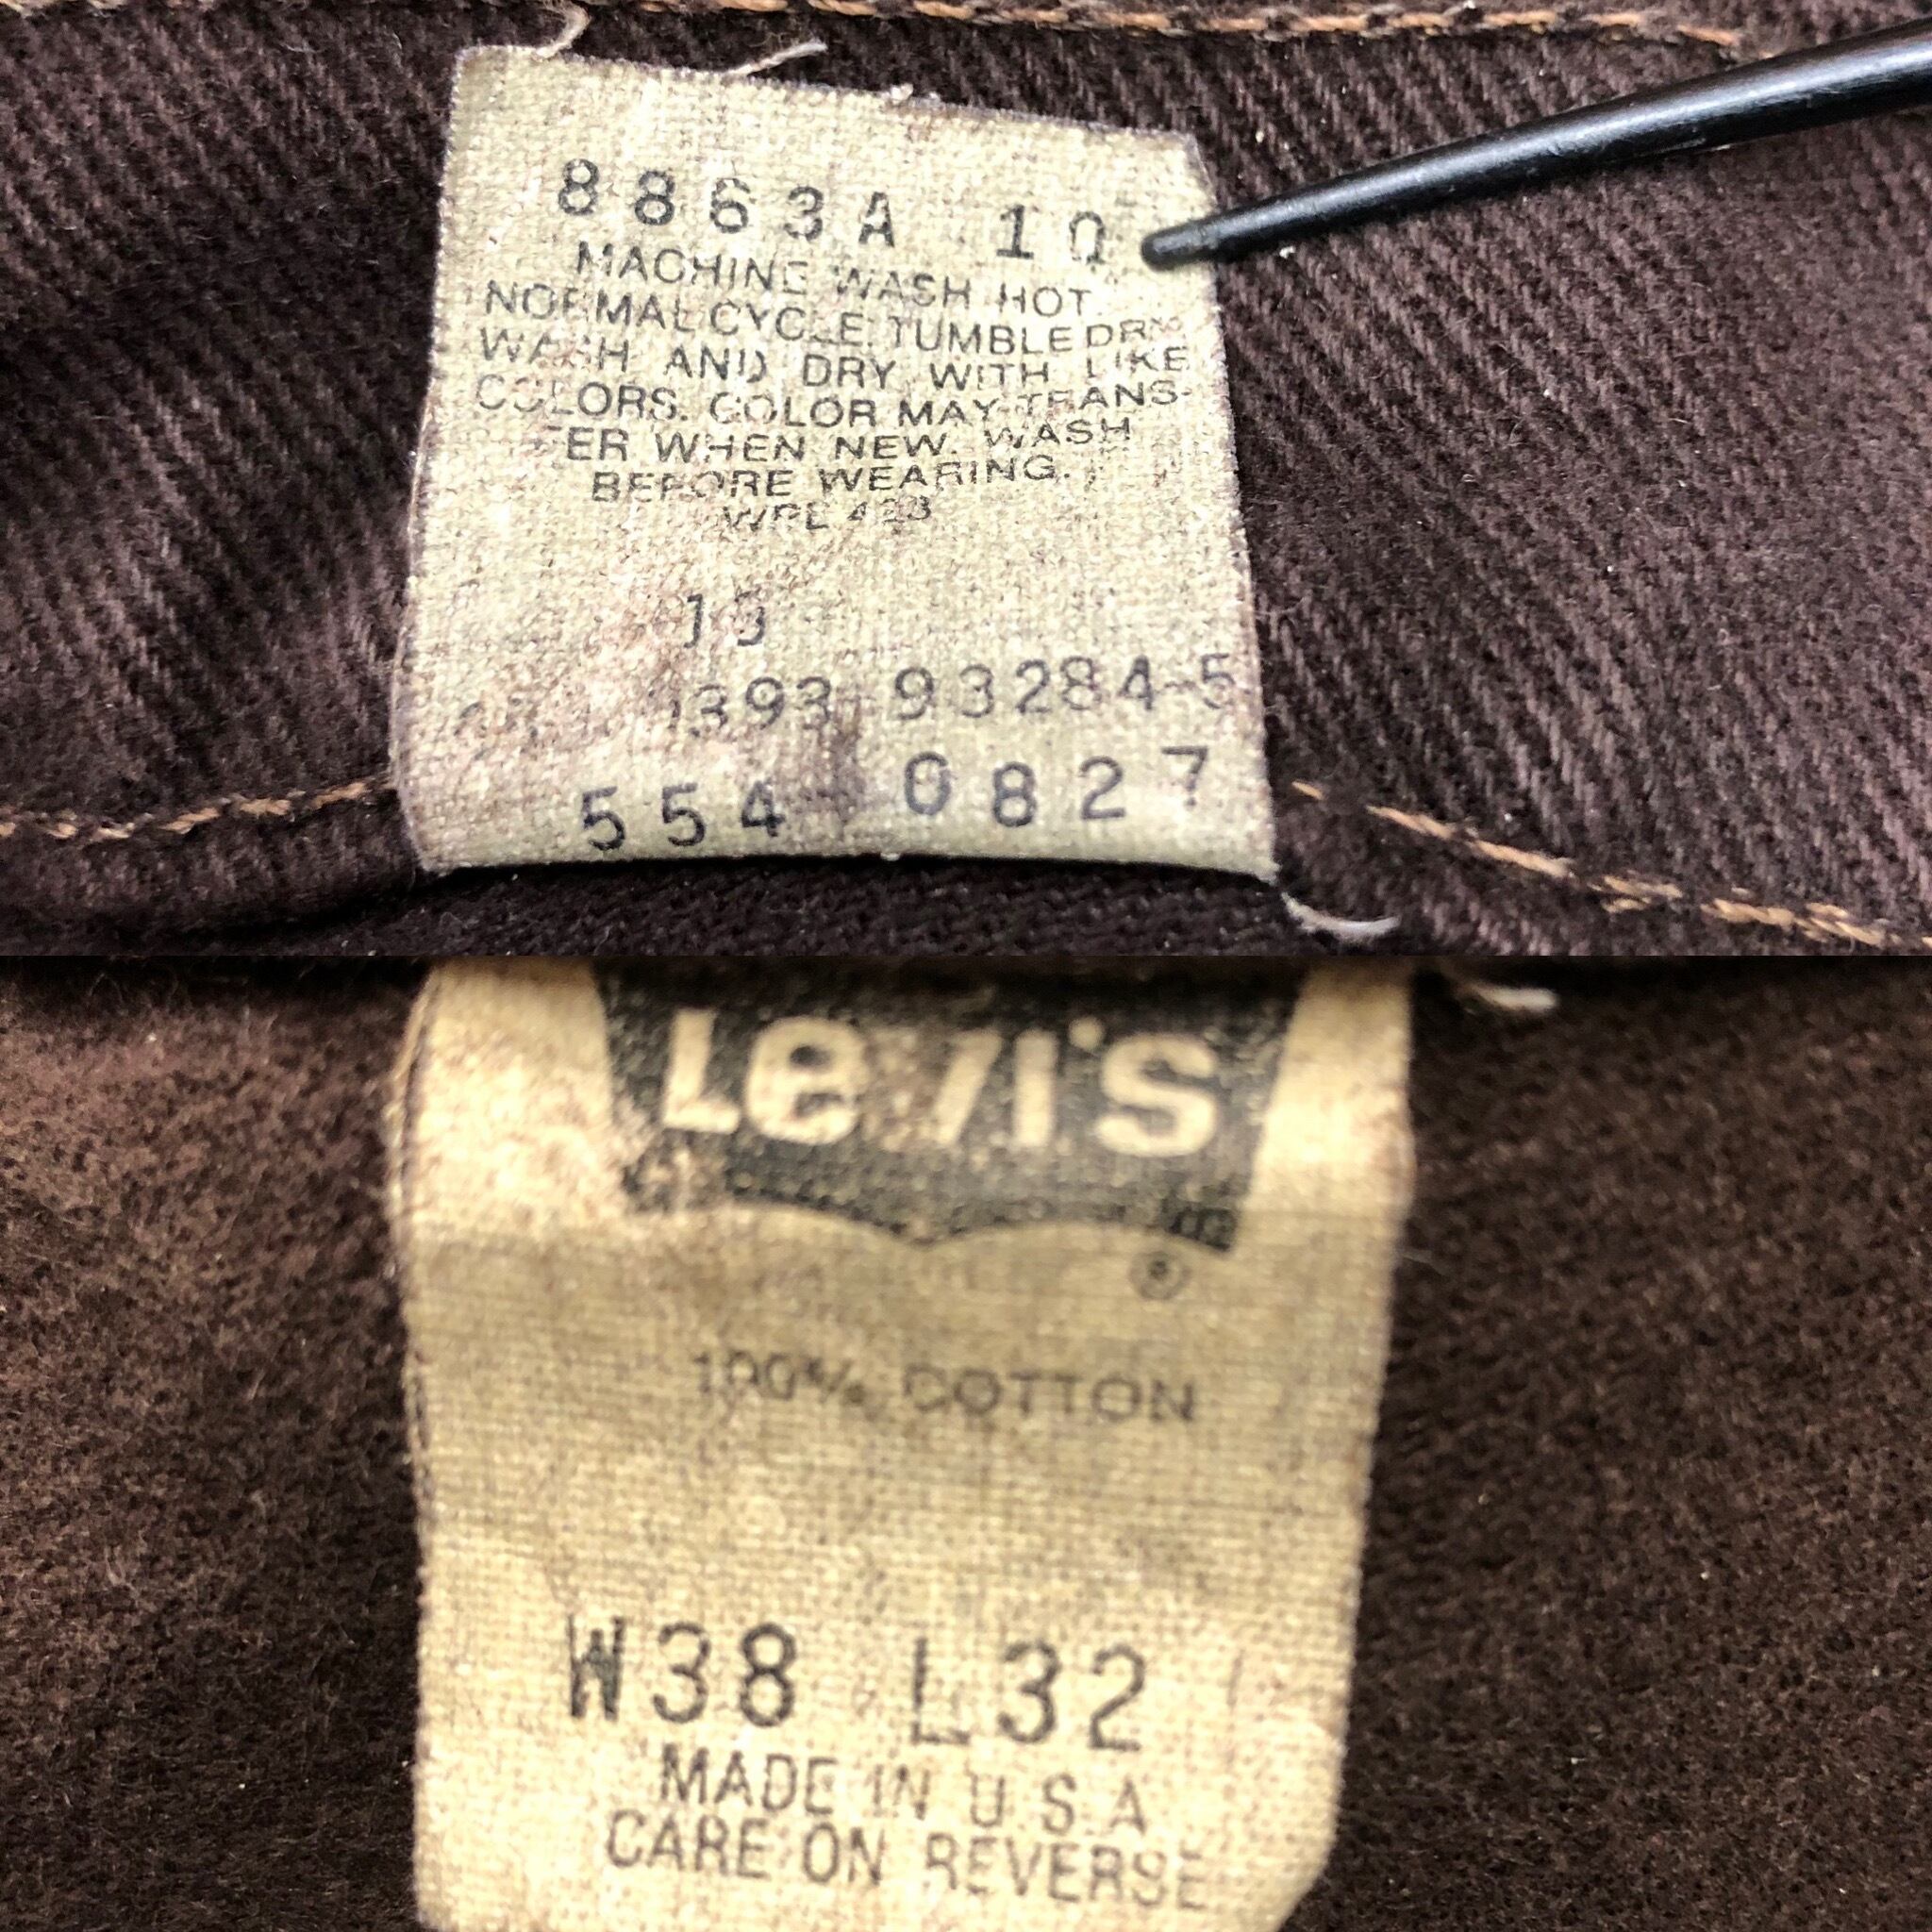 8863A 10
MACHINE WASH HOT
NORMAL CYCLE. TUMBLE DRY.
WASH AND DRY WITH LIKE
COLORS. COLOR MAY TRANS-
FER WHEN NEW. WASH
BEFORE WEARING.
WPL 423
393-93284-5
554 0827
Levi's
®
100% COTTON
W38 L32
MADE IN U.S.A
CARE ON REVERSE